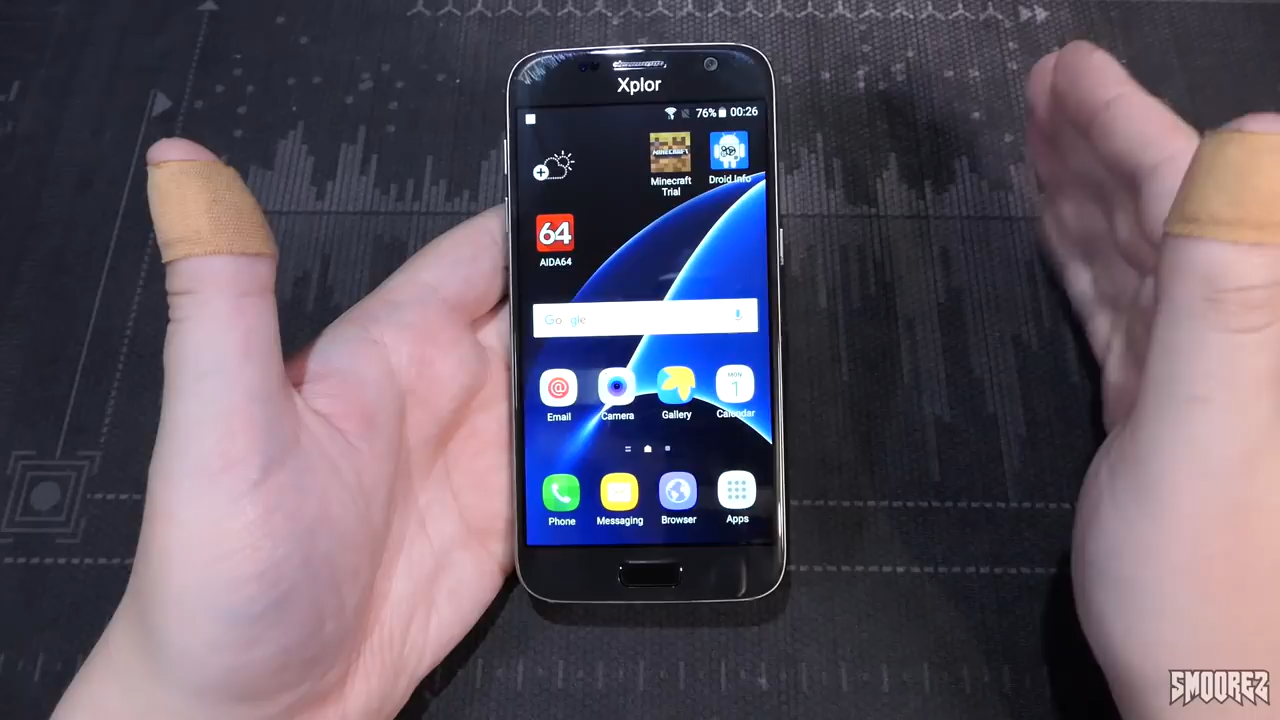 Xplor
76% 00:26
Minecraft
Trial
Droid Info
64
AIDA64
Google
MON
1
Email
Camera
Gallery
Calendar
Phone
Messaging
Browser
Apps
SMOOREZ